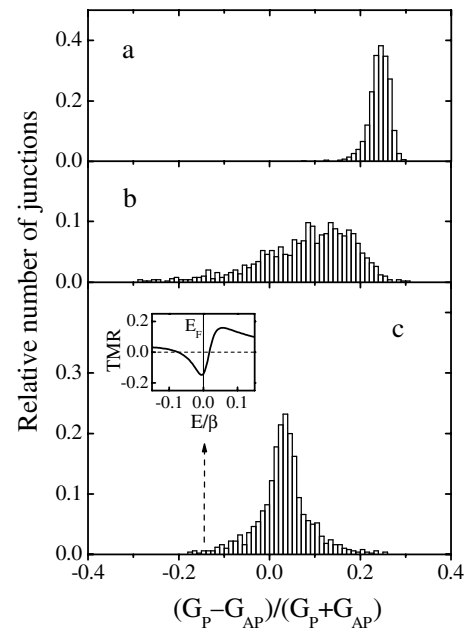 Relative number of junctions
0.4
0.2
0.0
a
0.1
0.0
b
0.3
0.2
0.1
0.0
c
TMR
0.2
0.0
-0.2
E_F
-0.1 0.0 0.1
E/β
-0.4 -0.2 0.0 0.2 0.4
(G_P−G_AP)/(G_P+G_AP)